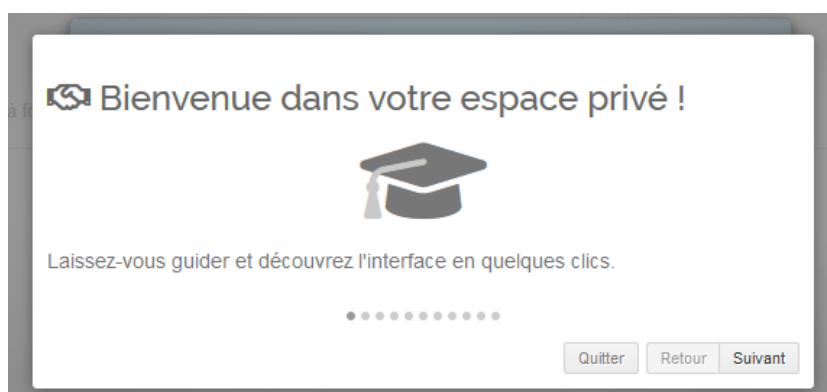 Bienvenue dans votre espace privé !
Laissez-vous guider et découvrez l'interface en quelques clics.
Quitter Retour Suivant